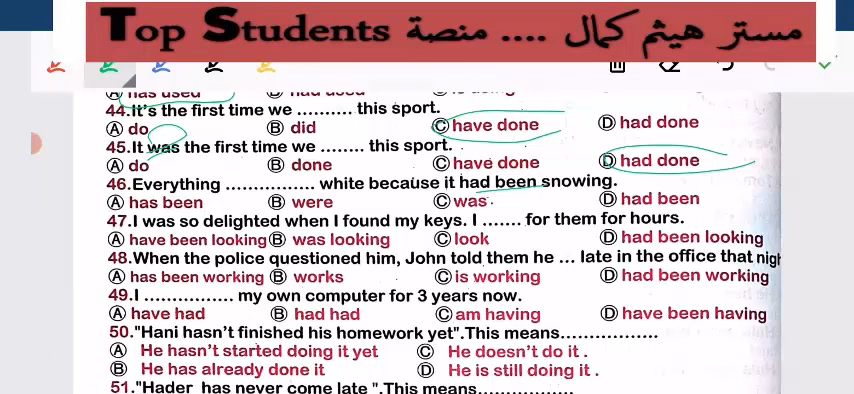 Top Students مستر هيثم كمال .... منصة
Ⓐ has used Ⓑ had used
44.It's the first time we .......... this sport.
Ⓐ do Ⓑ did Ⓒ have done Ⓓ had done
45.It was the first time we ........ this sport.
Ⓐ do Ⓑ done Ⓒ have done Ⓓ had done
46.Everything ................ white because it had been snowing.
Ⓐ has been Ⓑ were Ⓒ was Ⓓ had been
47.I was so delighted when I found my keys. I ....... for them for hours.
Ⓐ have been looking Ⓑ was looking Ⓒ look Ⓓ had been looking
48.When the police questioned him, John told them he ... late in the office that nigh
Ⓐ has been working Ⓑ works Ⓒ is working Ⓓ had been working
49.I ................ my own computer for 3 years now.
Ⓐ have had Ⓑ had had Ⓒ am having Ⓓ have been having
50."Hani hasn't finished his homework yet".This means..................
Ⓐ He hasn't started doing it yet Ⓒ He doesn't do it .
Ⓑ He has already done it Ⓓ He is still doing it .
51."Hader has never come late ".This means..................